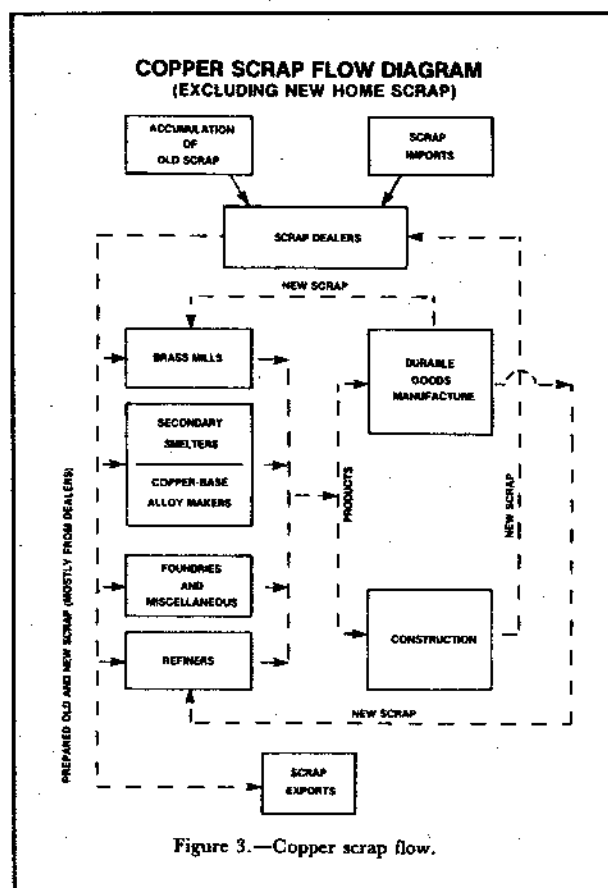 COPPER SCRAP FLOW DIAGRAM
(EXCLUDING NEW HOME SCRAP)
ACCUMULATION
OF
OLD SCRAP
SCRAP
IMPORTS
SCRAP DEALERS
NEW SCRAP
BRASS MILLS
DURABLE
GOODS
MANUFACTURE
SECONDARY
SMELTERS
COPPER-BASE
ALLOY MAKERS
PRODUCTS
NEW SCRAP
PREPARED OLD AND NEW SCRAP (MOSTLY FROM DEALERS)
FOUNDRIES
AND
MISCELLANEOUS
CONSTRUCTION
REFINERS
NEW SCRAP
SCRAP
EXPORTS
Figure 3.—Copper scrap flow.